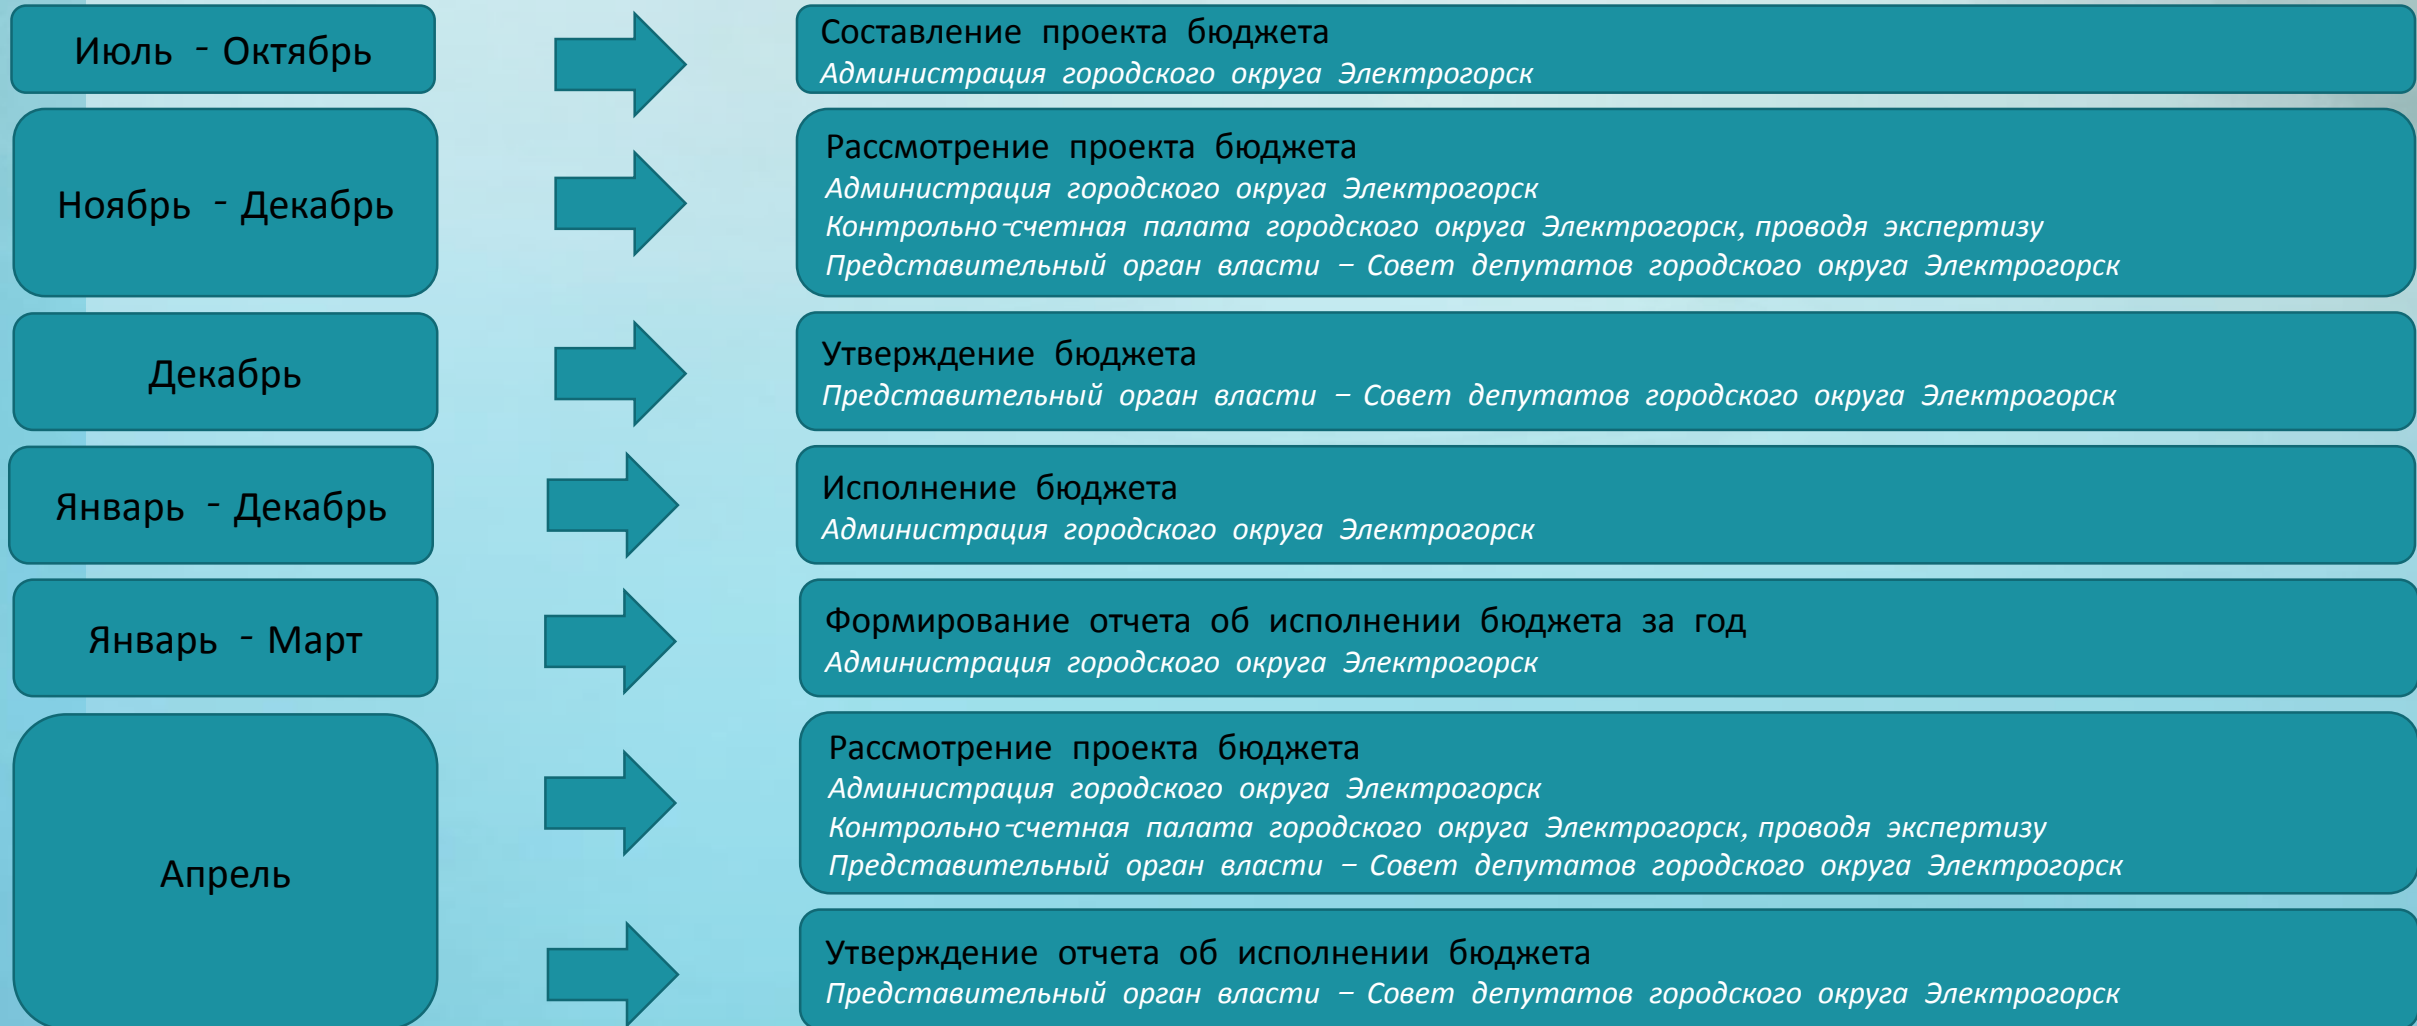 Июль - Октябрь
Составление проекта бюджета
Администрация городского округа Электрогорск
Ноябрь - Декабрь
Рассмотрение проекта бюджета
Администрация городского округа Электрогорск
Контрольно-счетная палата городского округа Электрогорск, проводя экспертизу
Представительный орган власти – Совет депутатов городского округа Электрогорск
Декабрь
Утверждение бюджета
Представительный орган власти – Совет депутатов городского округа Электрогорск
Январь - Декабрь
Исполнение бюджета
Администрация городского округа Электрогорск
Январь - Март
Формирование отчета об исполнении бюджета за год
Администрация городского округа Электрогорск
Апрель
Рассмотрение проекта бюджета
Администрация городского округа Электрогорск
Контрольно-счетная палата городского округа Электрогорск, проводя экспертизу
Представительный орган власти – Совет депутатов городского округа Электрогорск
Утверждение отчета об исполнении бюджета
Представительный орган власти – Совет депутатов городского округа Электрогорск